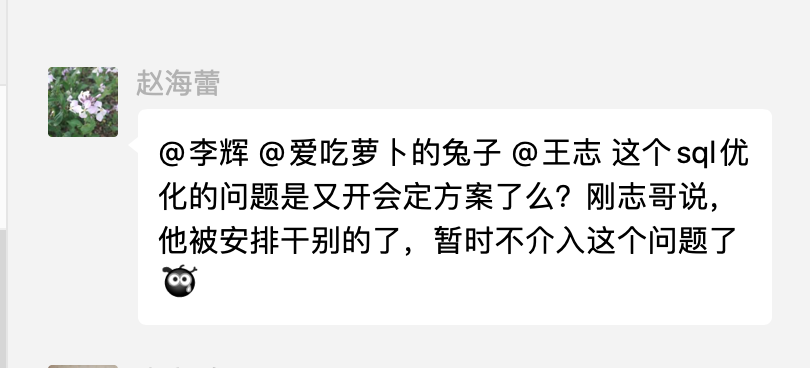 赵海蕾
@李辉 @爱吃萝卜的兔子 @王志 这个sql优
化的问题是又开会定方案了么？刚志哥说，
他被安排干别的了，暂时不介入这个问题了